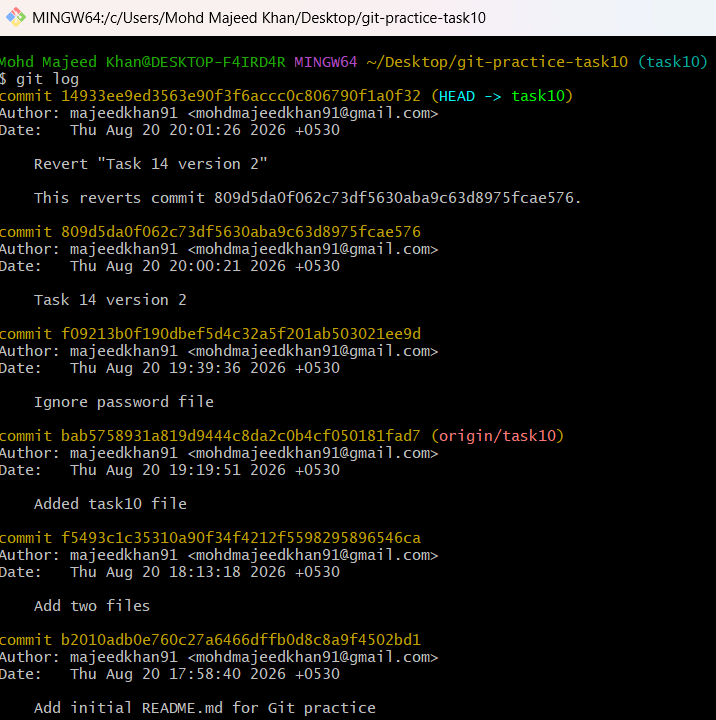 MINGW64:/c/Users/Mohd Majeed Khan/Desktop/git-practice-task10
Mohd Majeed Khan@DESKTOP-F4IRD4R MINGW64 ~/Desktop/git-practice-task10 (task10)
$ git log
commit 14933ee9ed3563e90f3f6accc0c806790f1a0f32 (HEAD -> task10)
Author: majeedkhan91 <mohdmajeedkhan91@gmail.com>
Date:   Thu Aug 20 20:01:26 2026 +0530
Revert "Task 14 version 2"
This reverts commit 809d5da0f062c73df5630aba9c63d8975fcae576.
commit 809d5da0f062c73df5630aba9c63d8975fcae576
Author: majeedkhan91 <mohdmajeedkhan91@gmail.com>
Date:   Thu Aug 20 20:00:21 2026 +0530
Task 14 version 2
commit f09213b0f190dbef5d4c32a5f201ab503021ee9d
Author: majeedkhan91 <mohdmajeedkhan91@gmail.com>
Date:   Thu Aug 20 19:39:36 2026 +0530
Ignore password file
commit bab5758931a819d9444c8da2c0b4cf050181fad7 (origin/task10)
Author: majeedkhan91 <mohdmajeedkhan91@gmail.com>
Date:   Thu Aug 20 19:19:51 2026 +0530
Added task10 file
commit f5493c1c35310a90f34f4212f5598295896546ca
Author: majeedkhan91 <mohdmajeedkhan91@gmail.com>
Date:   Thu Aug 20 18:13:18 2026 +0530
Add two files
commit b2010adb0e760c27a6466dffb0d8c8a9f4502bd1
Author: majeedkhan91 <mohdmajeedkhan91@gmail.com>
Date:   Thu Aug 20 17:58:40 2026 +0530
Add initial README.md for Git practice